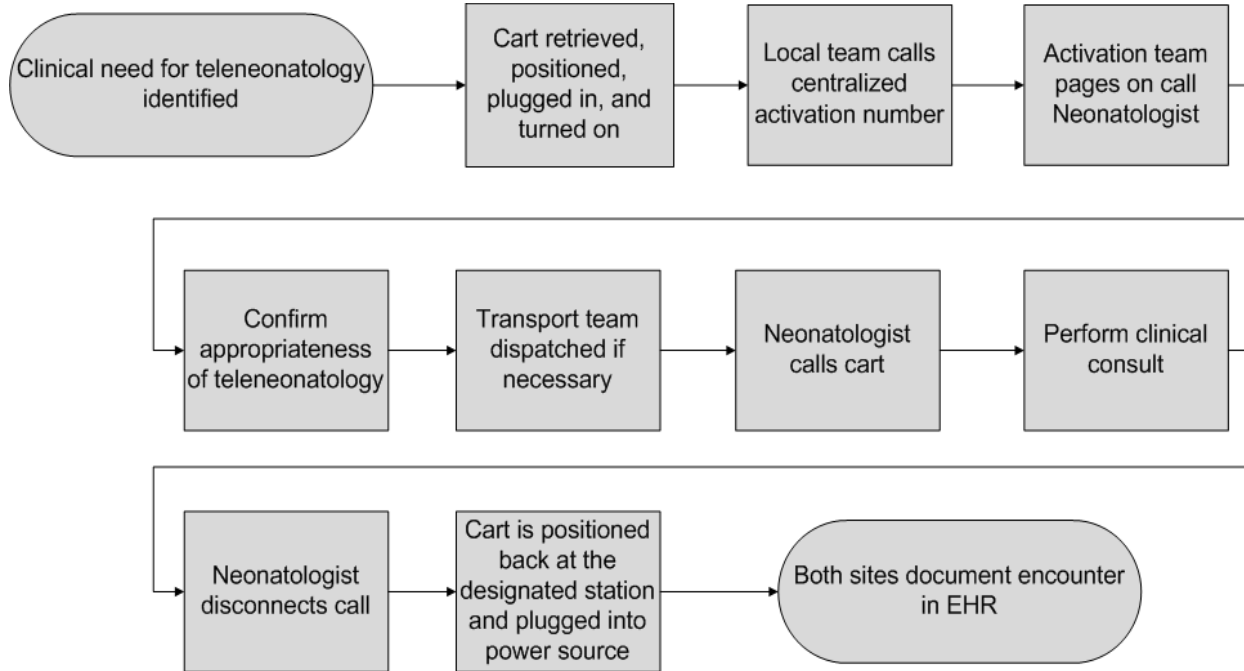 Clinical need for teleneonatology
identified
Cart retrieved,
positioned,
plugged in, and
turned on
Local team calls
centralized
activation number
Activation team
pages on call
Neonatologist
Confirm
appropriateness
of teleneonatology
Transport team
dispatched if
necessary
Neonatologist
calls cart
Perform clinical
consult
Neonatologist
disconnects call
Cart is positioned
back at the
designated station
and plugged into
power source
Both sites document encounter
in EHR